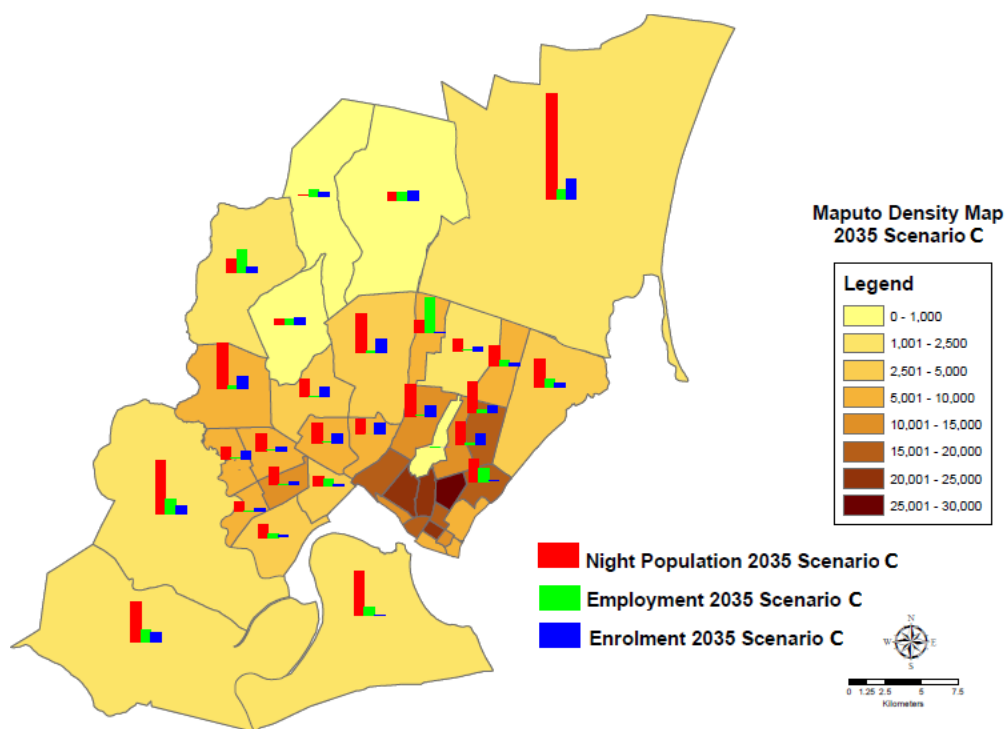 Maputo Density Map
2035 Scenario C
Legend
0 - 1,000
1,001 - 2,500
2,501 - 5,000
5,001 - 10,000
10,001 - 15,000
15,001 - 20,000
20,001 - 25,000
25,001 - 30,000
Night Population 2035 Scenario C
Employment 2035 Scenario C
Enrolment 2035 Scenario C
N
W E
S
0 1.25 2.5 5 7.5
Kilometers